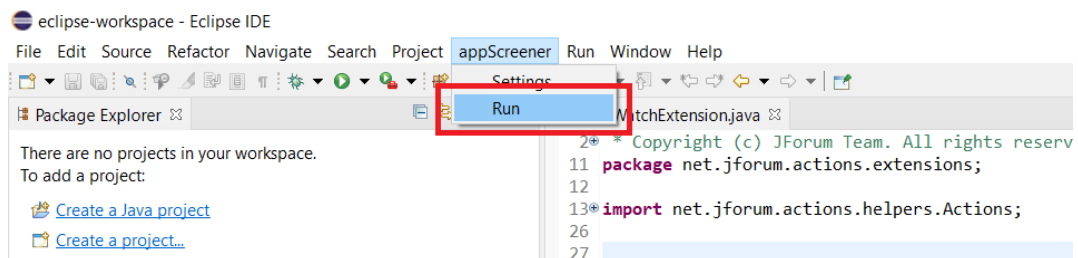 eclipse-workspace - Eclipse IDE
File Edit Source Refactor Navigate Search Project appScreener Run Window Help
Settings
Run
Package Explorer
There are no projects in your workspace.
To add a project:
Create a Java project
Create a project...
atchExtension.java
2 * Copyright (c) JForum Team. All rights reserv
11 package net.jforum.actions.extensions;
12
13 import net.jforum.actions.helpers.Actions;
26
27